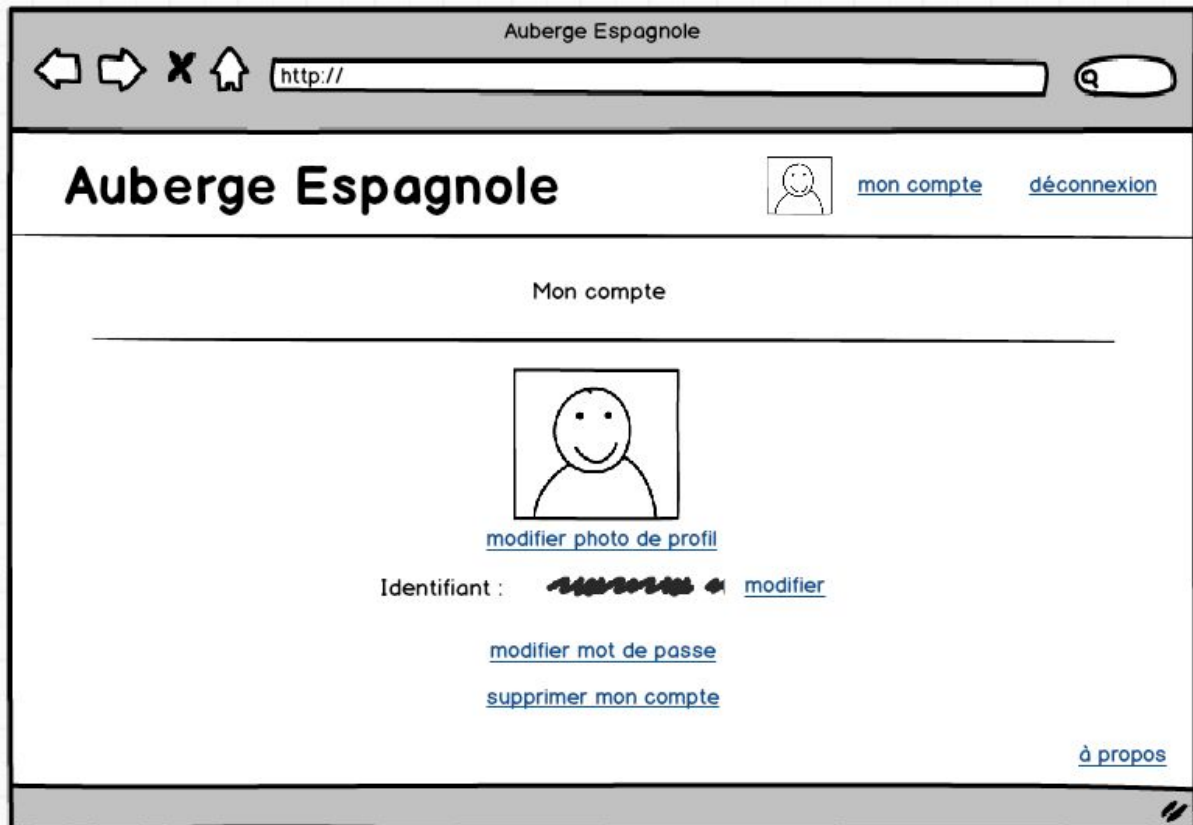 Auberge Espagnole
http://
Auberge Espagnole
mon compte
déconnexion
Mon compte
modifier photo de profil
Identifiant :
modifier
modifier mot de passe
supprimer mon compte
à propos